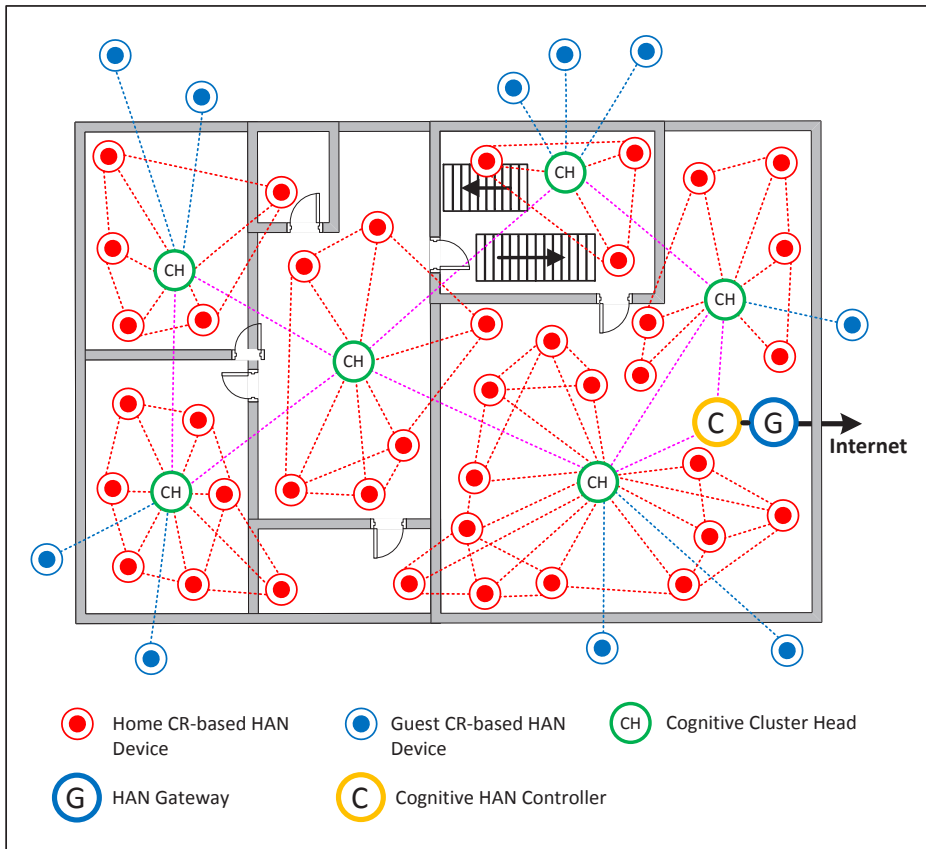 CH
CH
CH
CH
C
G
Internet
CH
CH
Home CR-based HAN
Device
Guest CR-based HAN
Device
CH
Cognitive Cluster Head
G
HAN Gateway
C
Cognitive HAN Controller